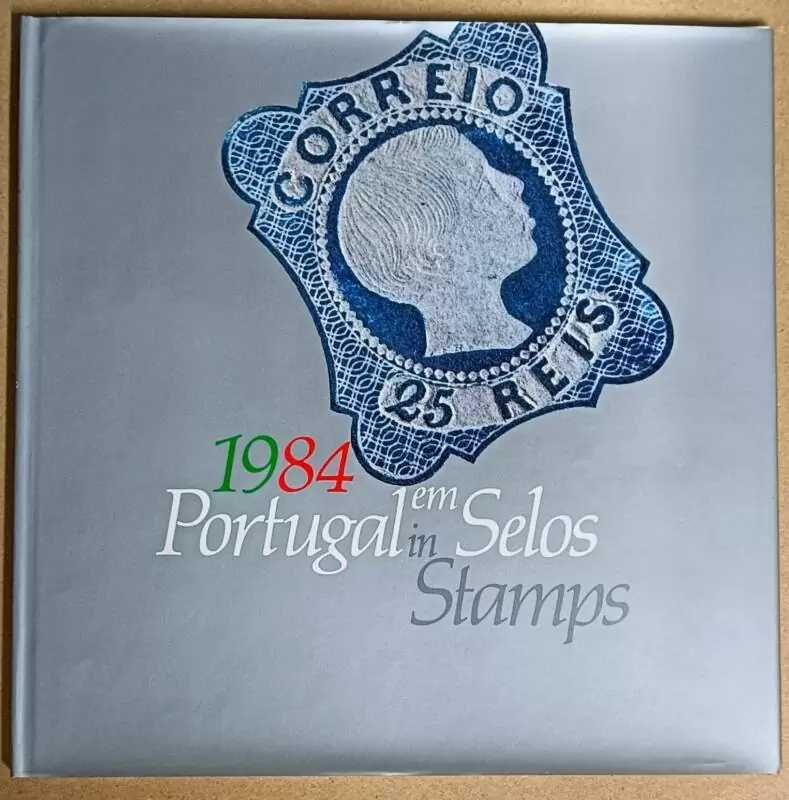 CORREIO
25 REIS
1984
Portugal em Selos
in
Stamps